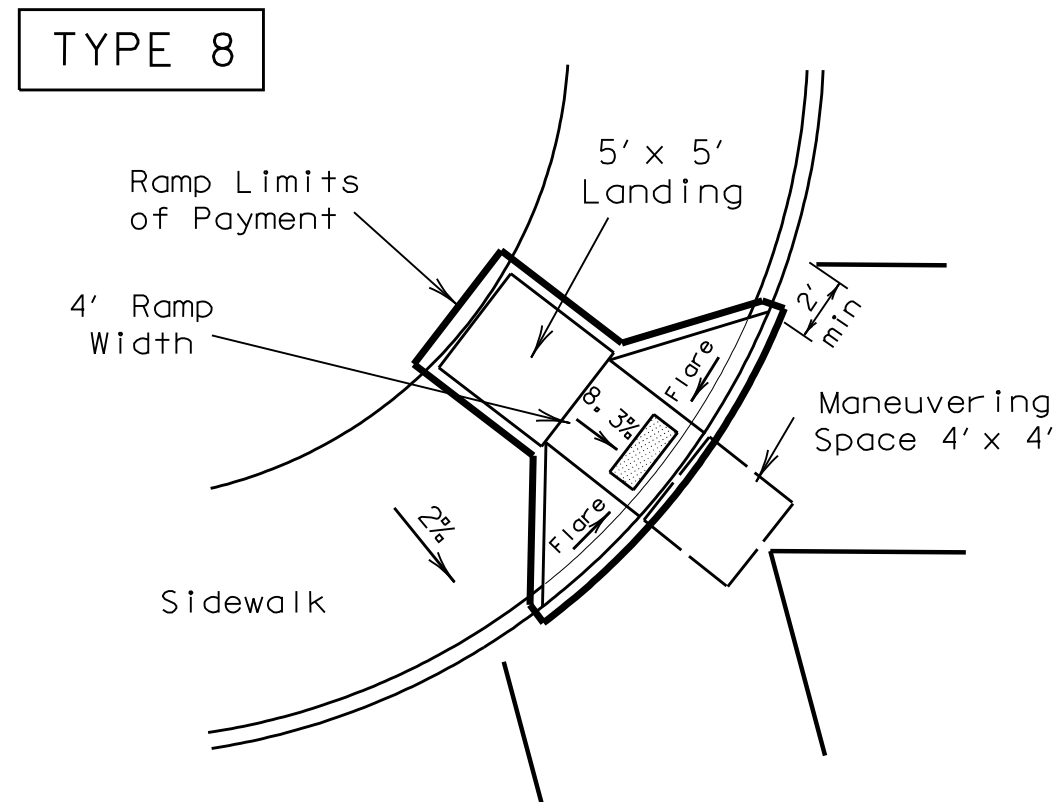 TYPE 8
5' x 5'
Landing
Ramp Limits
of Payment
4' Ramp
Width
2'
min
Flare
8.3%
Maneuvering
Space 4' x 4'
Flare
2%
Sidewalk